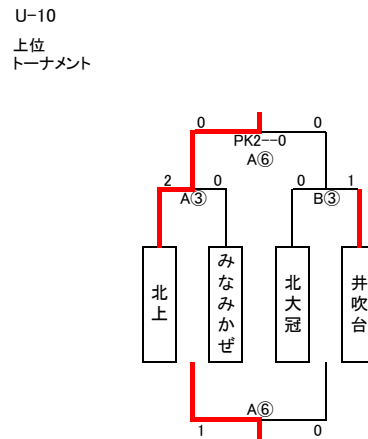 U-10
上位
トーナメント
0 0
PK2--0
A⑥
2 0 0 1
A③ B③
北上 みなみかぜ 北大冠 井吹台
A⑥
1 0